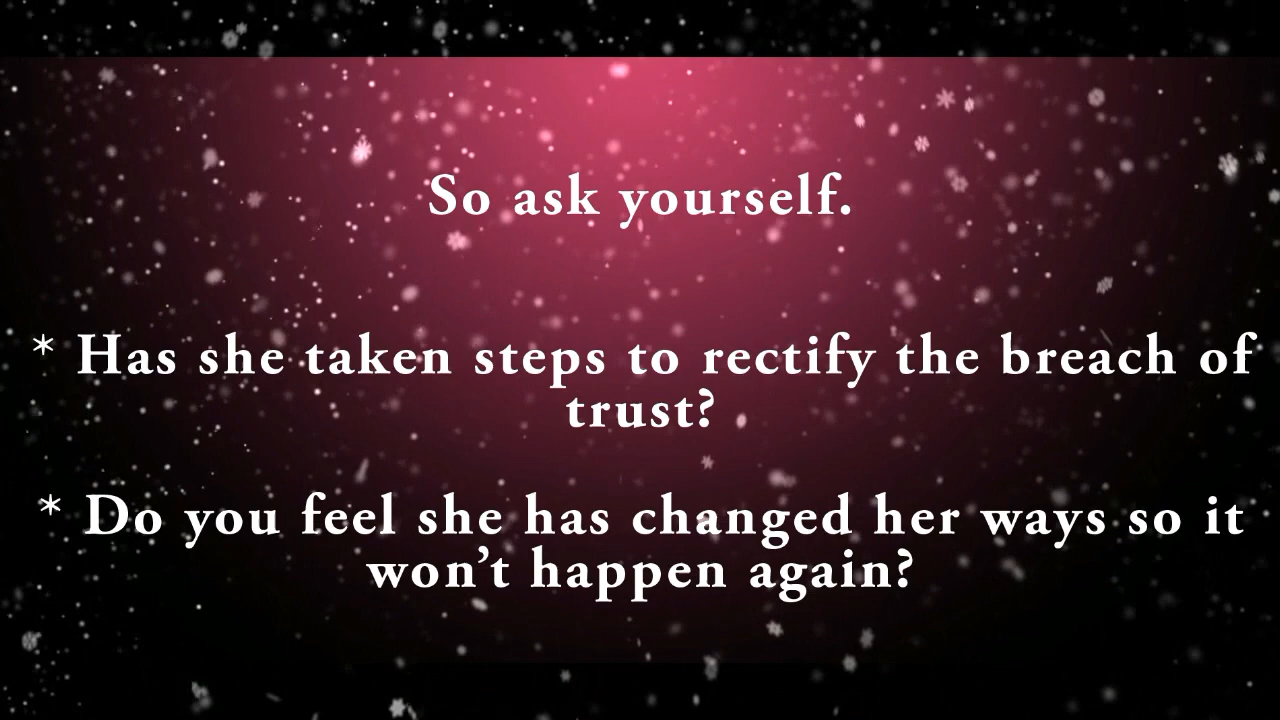 So ask yourself.
* Has she taken steps to rectify the breach of
trust?
* Do you feel she has changed her ways so it
won’t happen again?